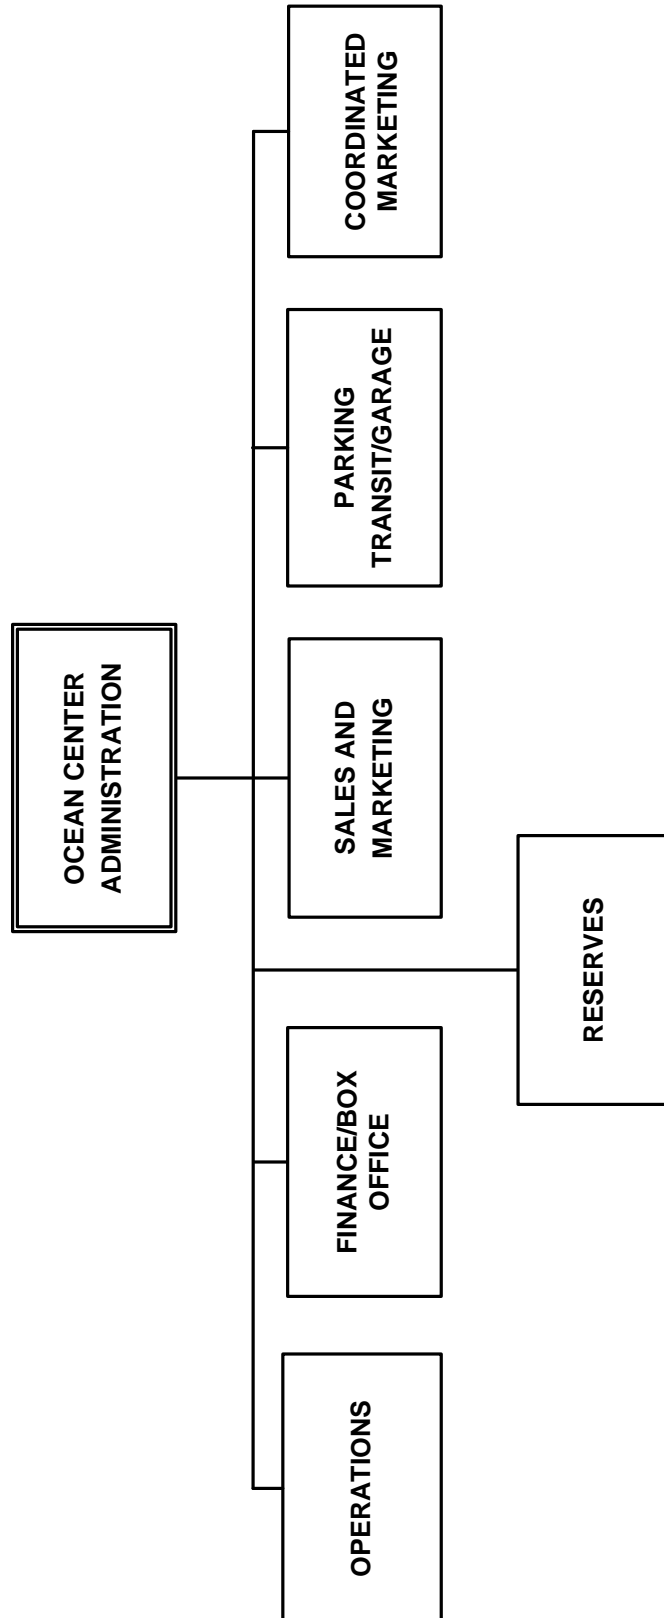 OCEAN CENTER
ADMINISTRATION
OPERATIONS
FINANCE/BOX
OFFICE
SALES AND
MARKETING
PARKING
TRANSIT/GARAGE
COORDINATED
MARKETING
RESERVES